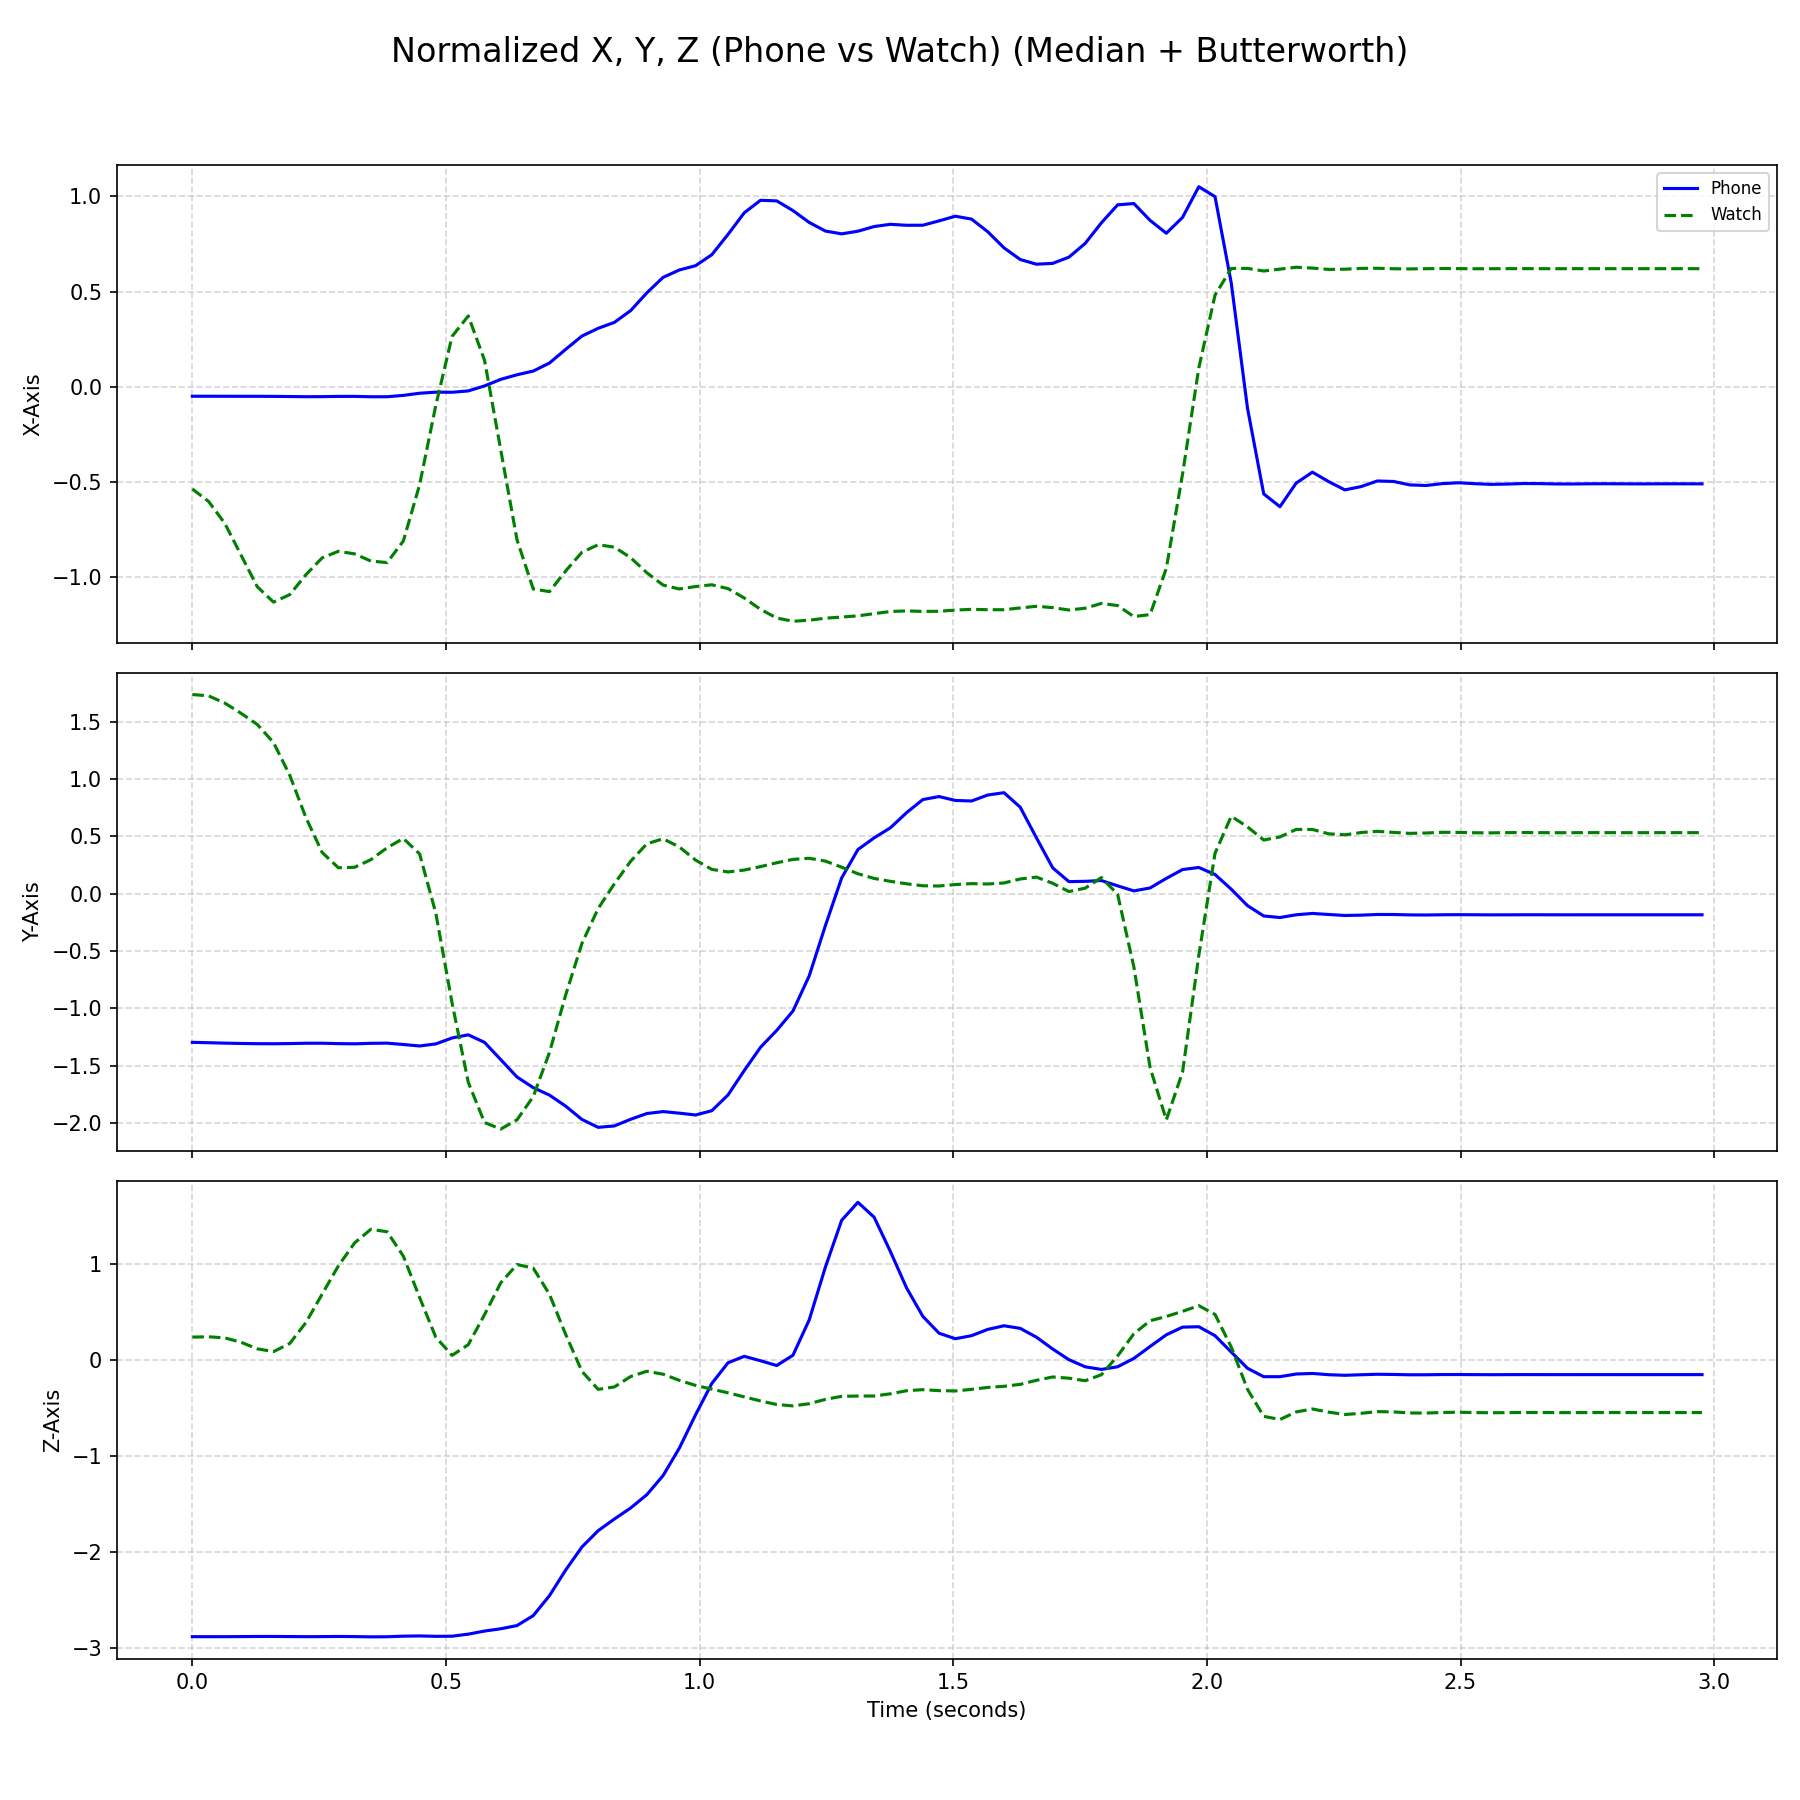 Normalized X, Y, Z (Phone vs Watch) (Median + Butterworth)
Phone
Watch
X-Axis
1.0
0.5
0.0
−0.5
−1.0
Y-Axis
1.5
1.0
0.5
0.0
−0.5
−1.0
−1.5
−2.0
Z-Axis
1
0
−1
−2
−3
0.0 0.5 1.0 1.5 2.0 2.5 3.0
Time (seconds)